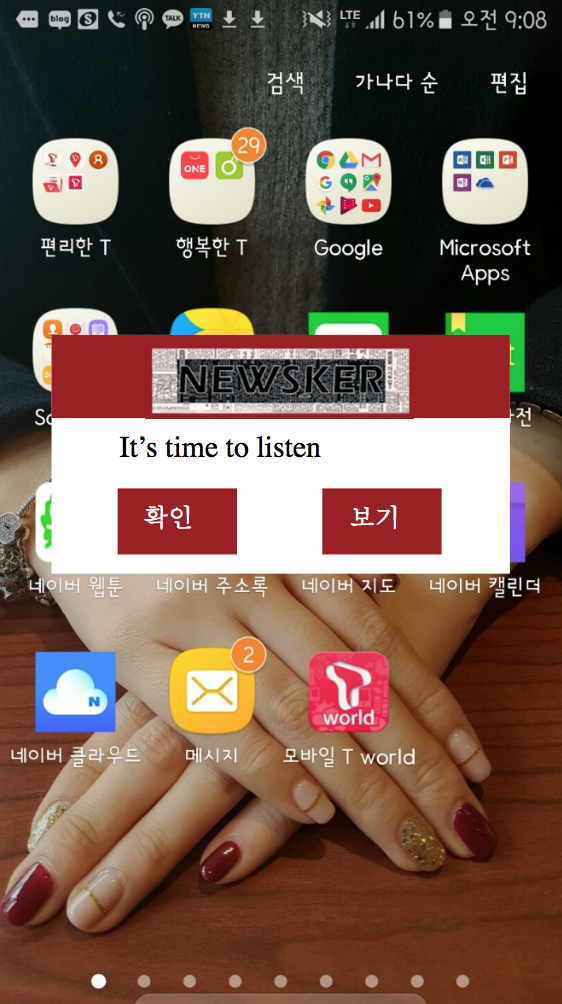 blog
TALK
YTN
NEWS
LTE
61%
오전 9:08
검색
가나다 순
편집
29
ONE
편리한 T
행복한 T
Google
Microsoft
Apps
NEWSKER
It's time to listen
확인
보기
네이버 웹툰
네이버 주소록
네이버 지도
네이버 캘린더
N
2
world
네이버 클라우드
메시지
모바일 T world